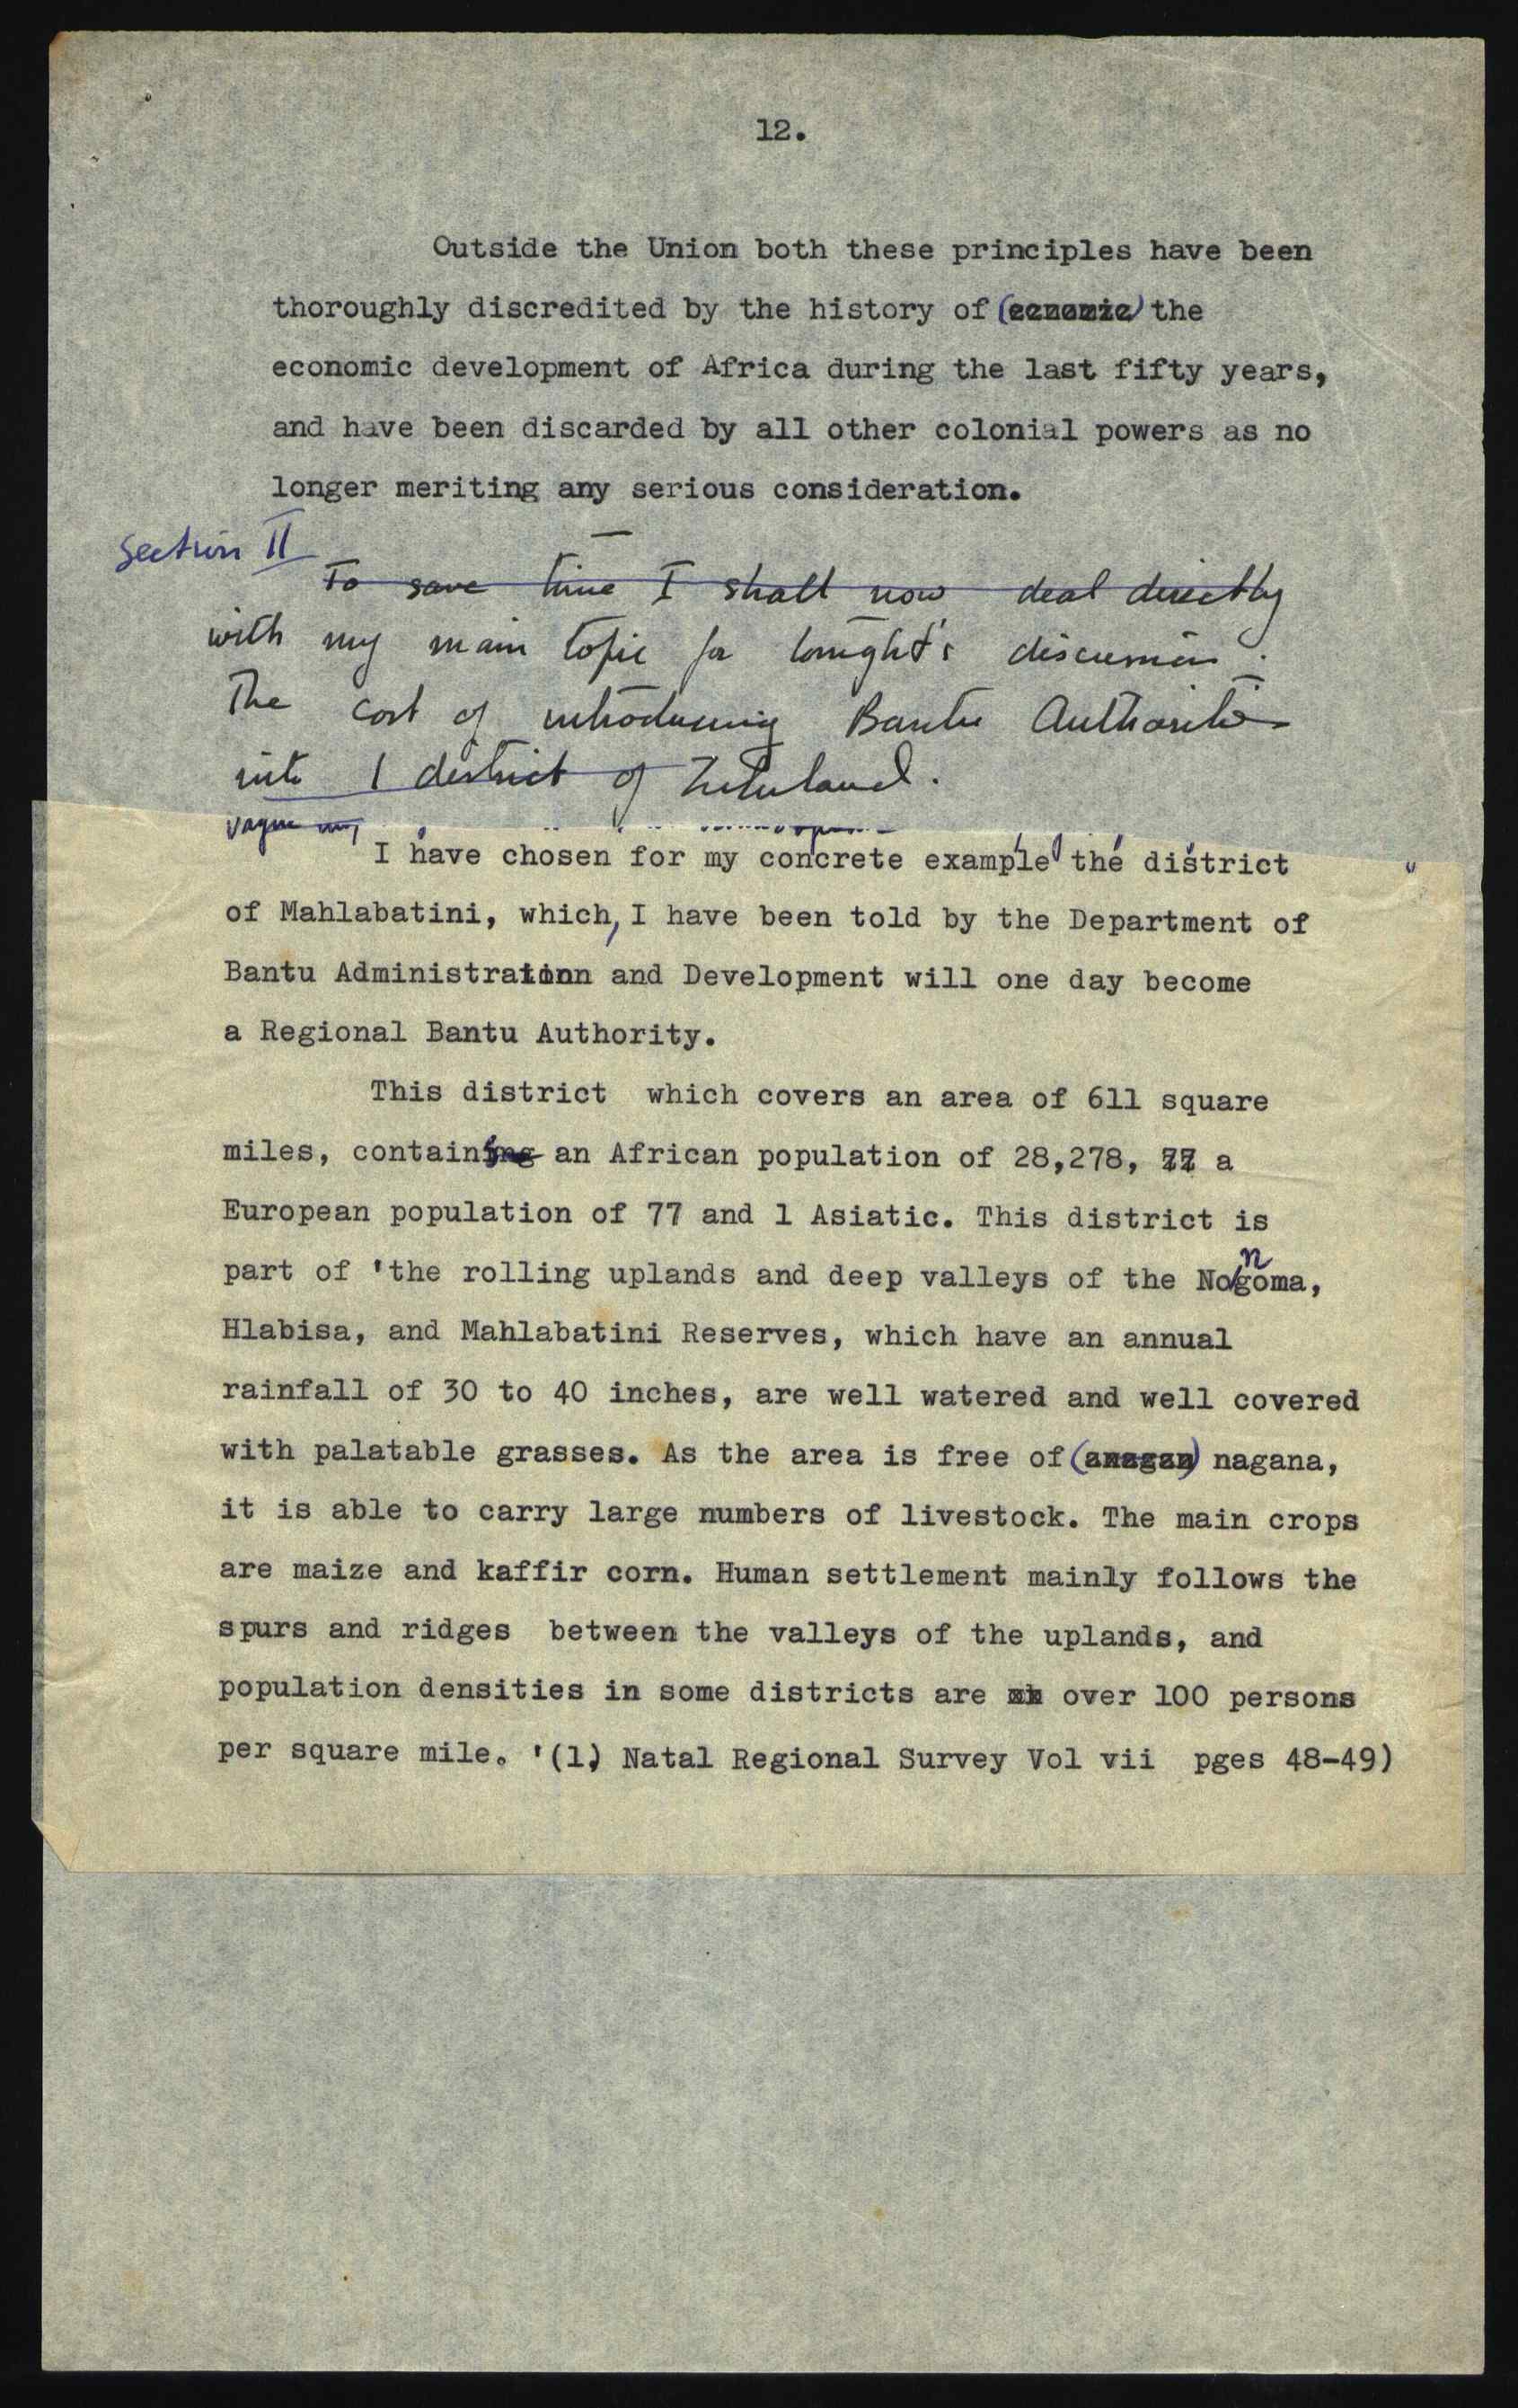 12.
Outside the Union both these principles have been
thoroughly discredited by the history of (ecnomic) the
economic development of Africa during the last fifty years,
and have been discarded by all other colonial powers as no
longer meriting any serious consideration.
Section II
To save time I shall now deal directly
with my main topic for tonight's discussion.
The cost of introducing Bantu Authorities
into 1 district of Zululand.
I have chosen for my concrete example the district
of Mahlabatini, which, I have been told by the Department of
Bantu Administration and Development will one day become
a Regional Bantu Authority.
This district which covers an area of 611 square
miles, contains an African population of 28,278, 77 a
European population of 77 and 1 Asiatic. This district is
part of 'the rolling uplands and deep valleys of the Nongoma,
Hlabisa, and Mahlabatini Reserves, which have an annual
rainfall of 30 to 40 inches, are well watered and well covered
with palatable grasses. As the area is free of (anagan) nagana,
it is able to carry large numbers of livestock. The main crops
are maize and kaffir corn. Human settlement mainly follows the
spurs and ridges between the valleys of the uplands, and
population densities in some districts are over 100 persons
per square mile. '(1) Natal Regional Survey Vol vii pges 48-49)